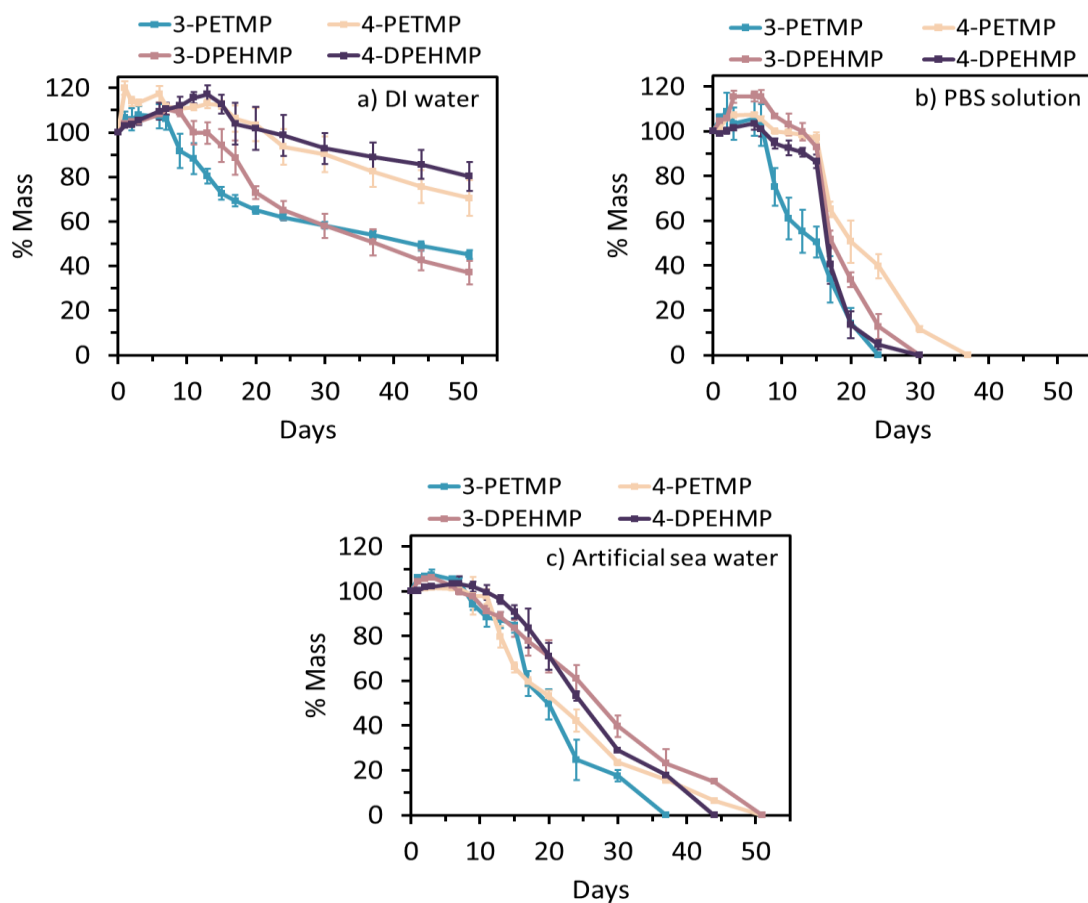 3-PETMP 4-PETMP
3-DPEHMP 4-DPEHMP
a) DI water
% Mass
120
100
80
60
40
20
0
0 10 20 30 40 50
Days
3-PETMP 4-PETMP
3-DPEHMP 4-DPEHMP
b) PBS solution
% Mass
120
100
80
60
40
20
0
0 10 20 30 40 50
Days
3-PETMP 4-PETMP
3-DPEHMP 4-DPEHMP
c) Artificial sea water
% Mass
120
100
80
60
40
20
0
0 10 20 30 40 50
Days